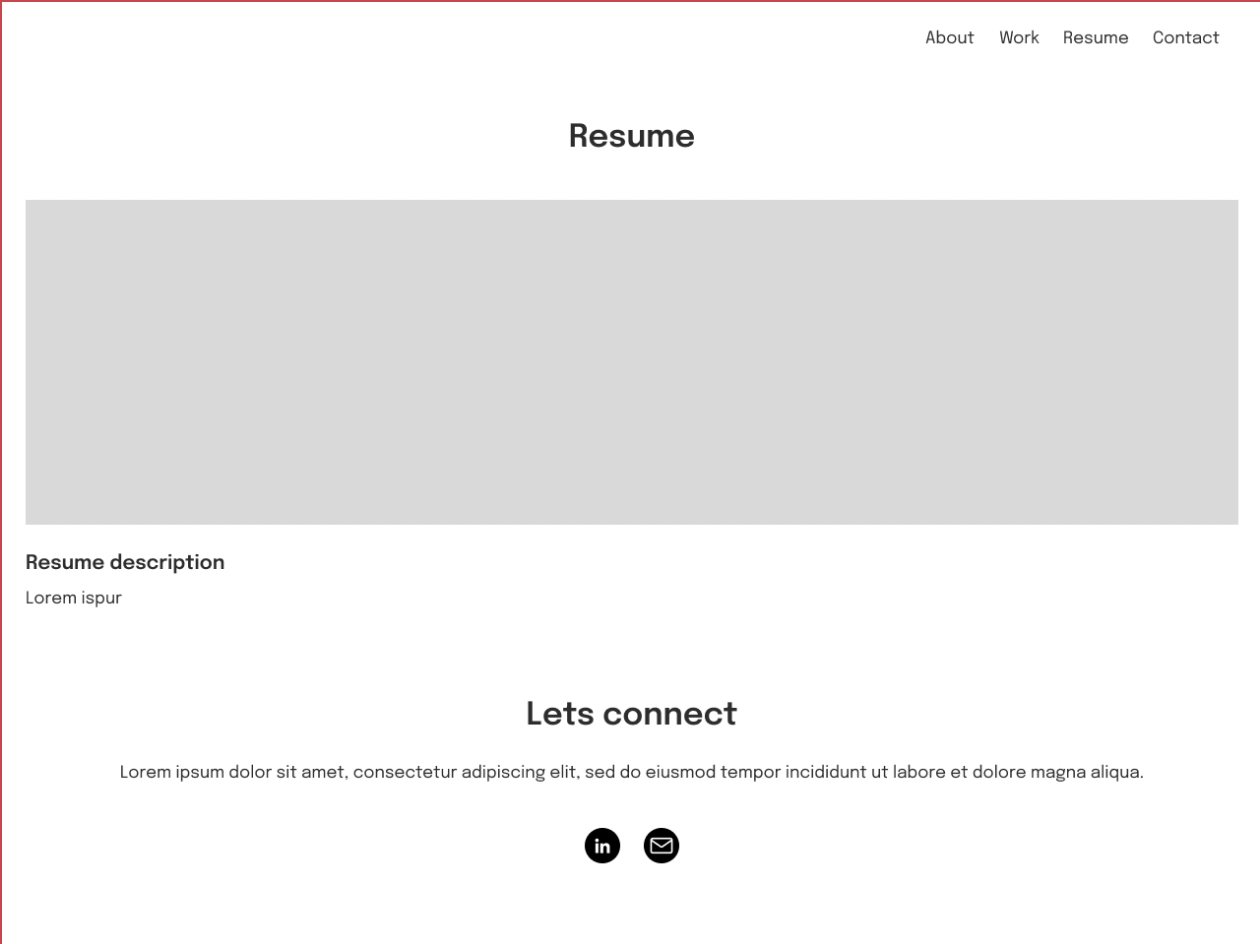 About Work Resume Contact
Resume
Resume description
Lorem ispur
Lets connect
Lorem ipsum dolor sit amet, consectetur adipiscing elit, sed do eiusmod tempor incididunt ut labore et dolore magna aliqua.
in